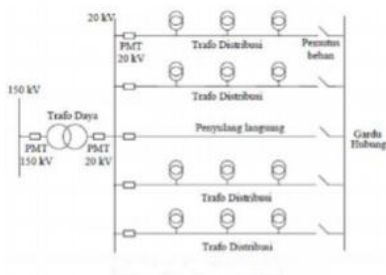 20 kV
PMT
20 kV
Trafo Distribusi
Pemutus
beban
Trafo Distribusi
150 kV
Trafo Daya
Penyulang langsung
Gardu
Hubung
PMT
150 kV
PMT
20 kV
Trafo Distribusi
Trafo Distribusi